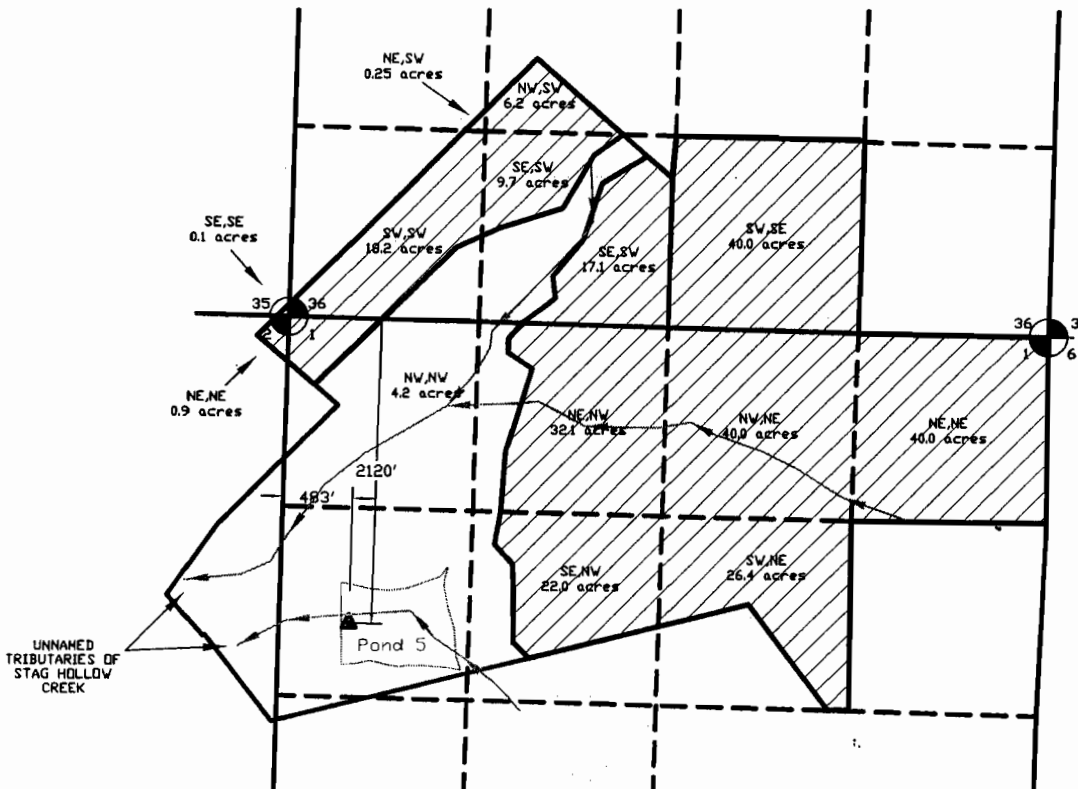 NE,SW
0.25 acres
NW,SW
6.2 acres
SE,SW
9.7 acres
SE,SE
0.1 acres
SW,SW
18.2 acres
SE,SW
17.1 acres
SW,SE
40.0 acres
35
36
2
1
36
3
1
6
NE,NE
0.9 acres
NW,NW
4.2 acres
NE,NW
32.1 acres
NW,NE
40.0 acres
NE,NE
40.0 acres
2120'
483'
SE,NW
22.0 acres
SW,NE
26.4 acres
Pond 5
UNNAMED
TRIBUTARIES OF
STAG HOLLOW
CREEK